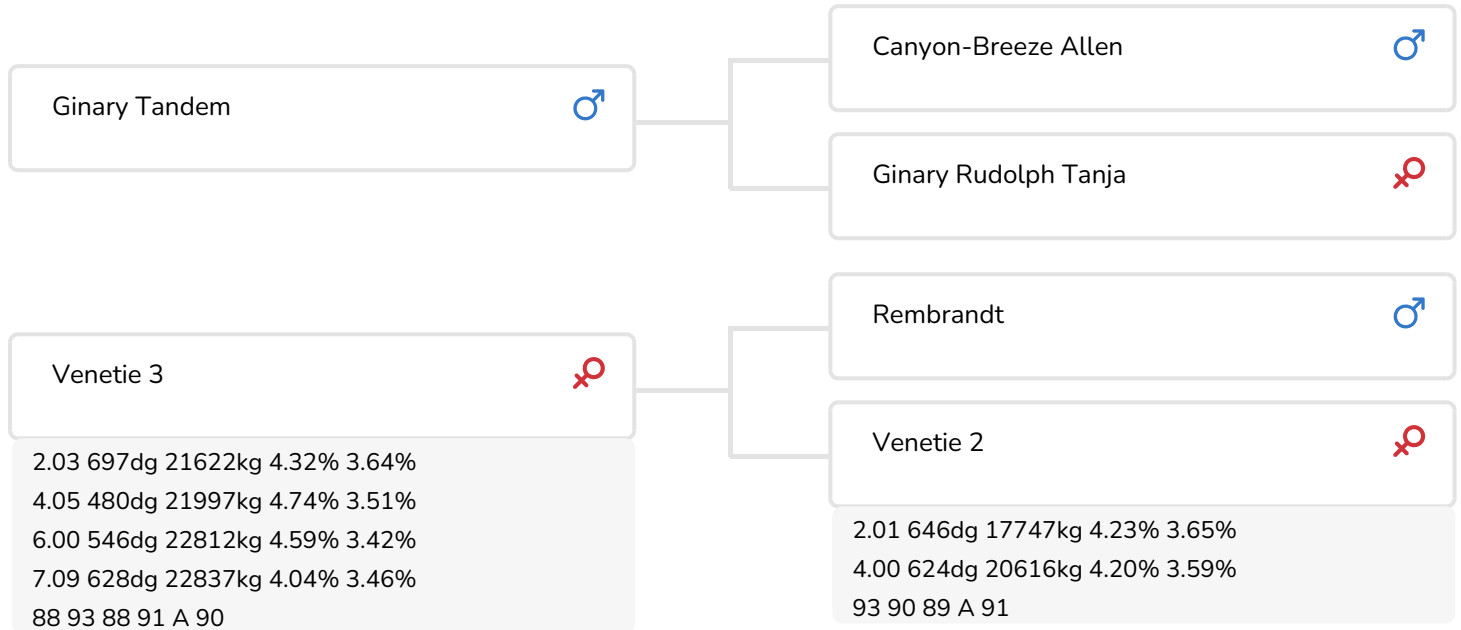 Ginary Tandem
Canyon-Breeze Allen
Ginary Rudolph Tanja
Venetie 3
2.03 697dg 21622kg 4.32% 3.64%
4.05 480dg 21997kg 4.74% 3.51%
6.00 546dg 22812kg 4.59% 3.42%
7.09 628dg 22837kg 4.04% 3.46%
88 93 88 91 A 90
Rembrandt
Venetie 2
2.01 646dg 17747kg 4.23% 3.65%
4.00 624dg 20616kg 4.20% 3.59%
93 90 89 A 91